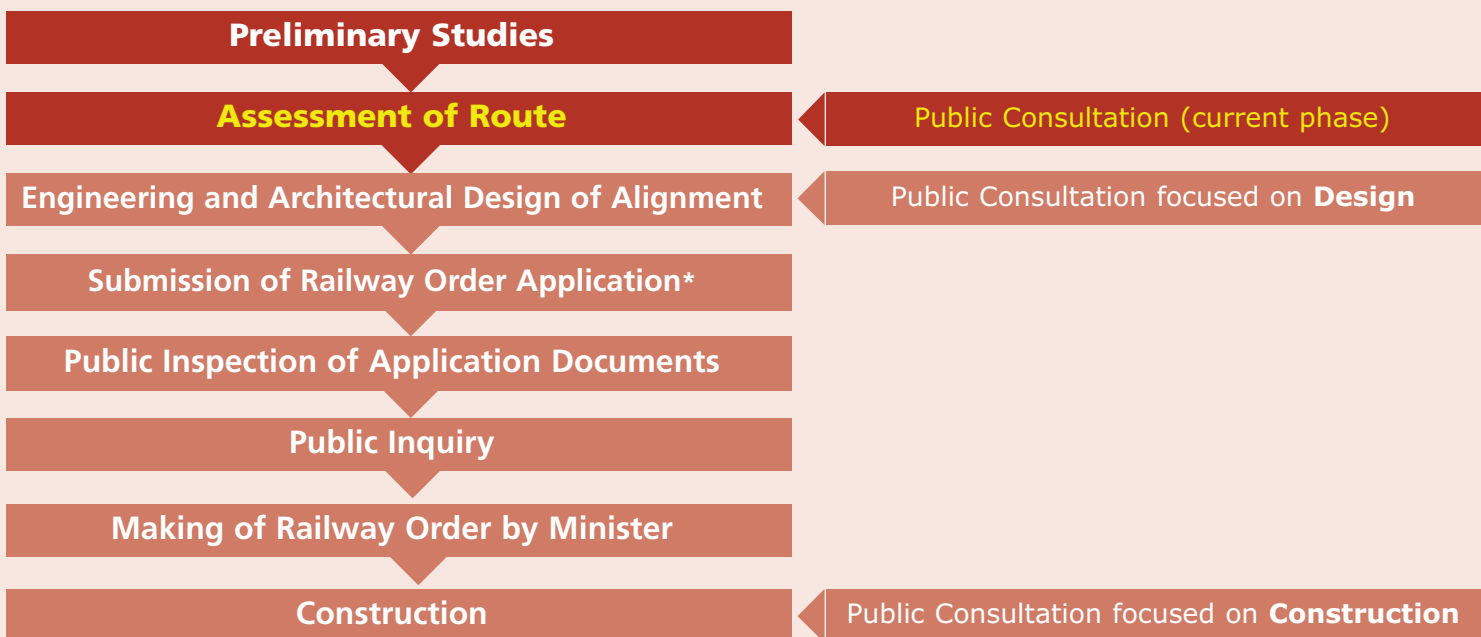 Preliminary Studies
Assessment of Route
Public Consultation (current phase)
Engineering and Architectural Design of Alignment
Public Consultation focused on Design
Submission of Railway Order Application*
Public Inspection of Application Documents
Public Inquiry
Making of Railway Order by Minister
Construction
Public Consultation focused on Construction